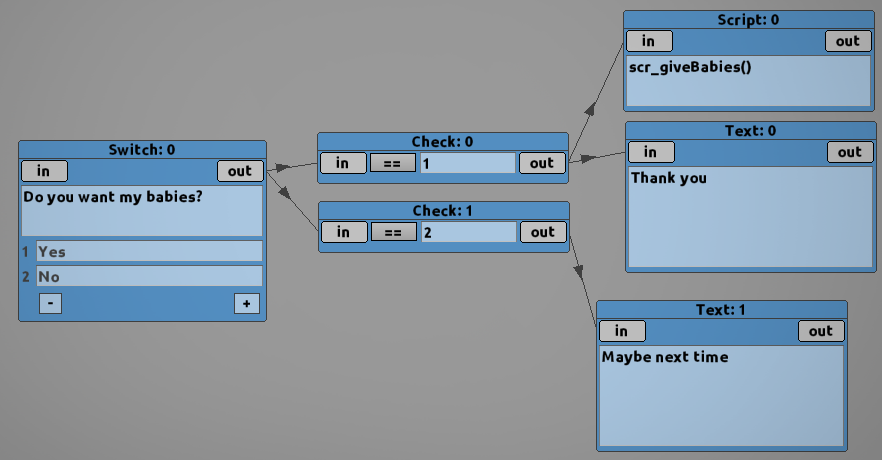 Switch: 0
in out
Do you want my babies?
1 Yes
2 No
- +
Check: 0
in == 1 out
Check: 1
in == 2 out
Script: 0
in out
scr_giveBabies()
Text: 0
in out
Thank you
Text: 1
in out
Maybe next time